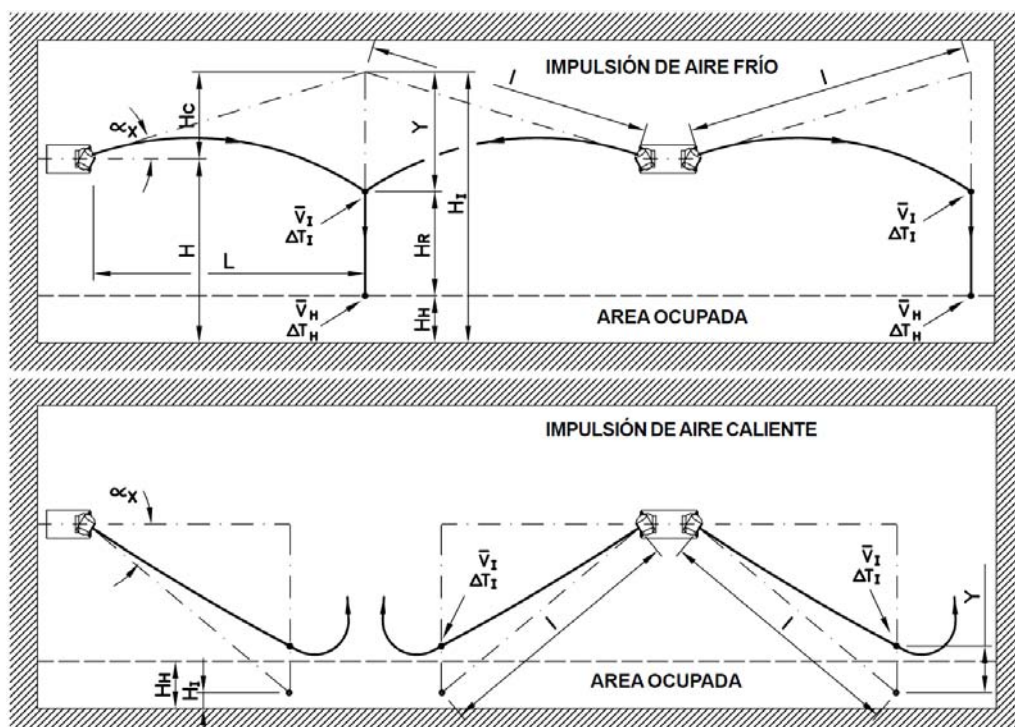 IMPULSIÓN DE AIRE FRÍO
l
l
HC
αX
Y
HI
H
L
V̄I
ΔTI
HR
V̄I
ΔTI
V̄H
ΔTH
HH
AREA OCUPADA
V̄H
ΔTH
IMPULSIÓN DE AIRE CALIENTE
αX
V̄I
ΔTI
V̄I
ΔTI
Y
l
l
HH
HI
AREA OCUPADA